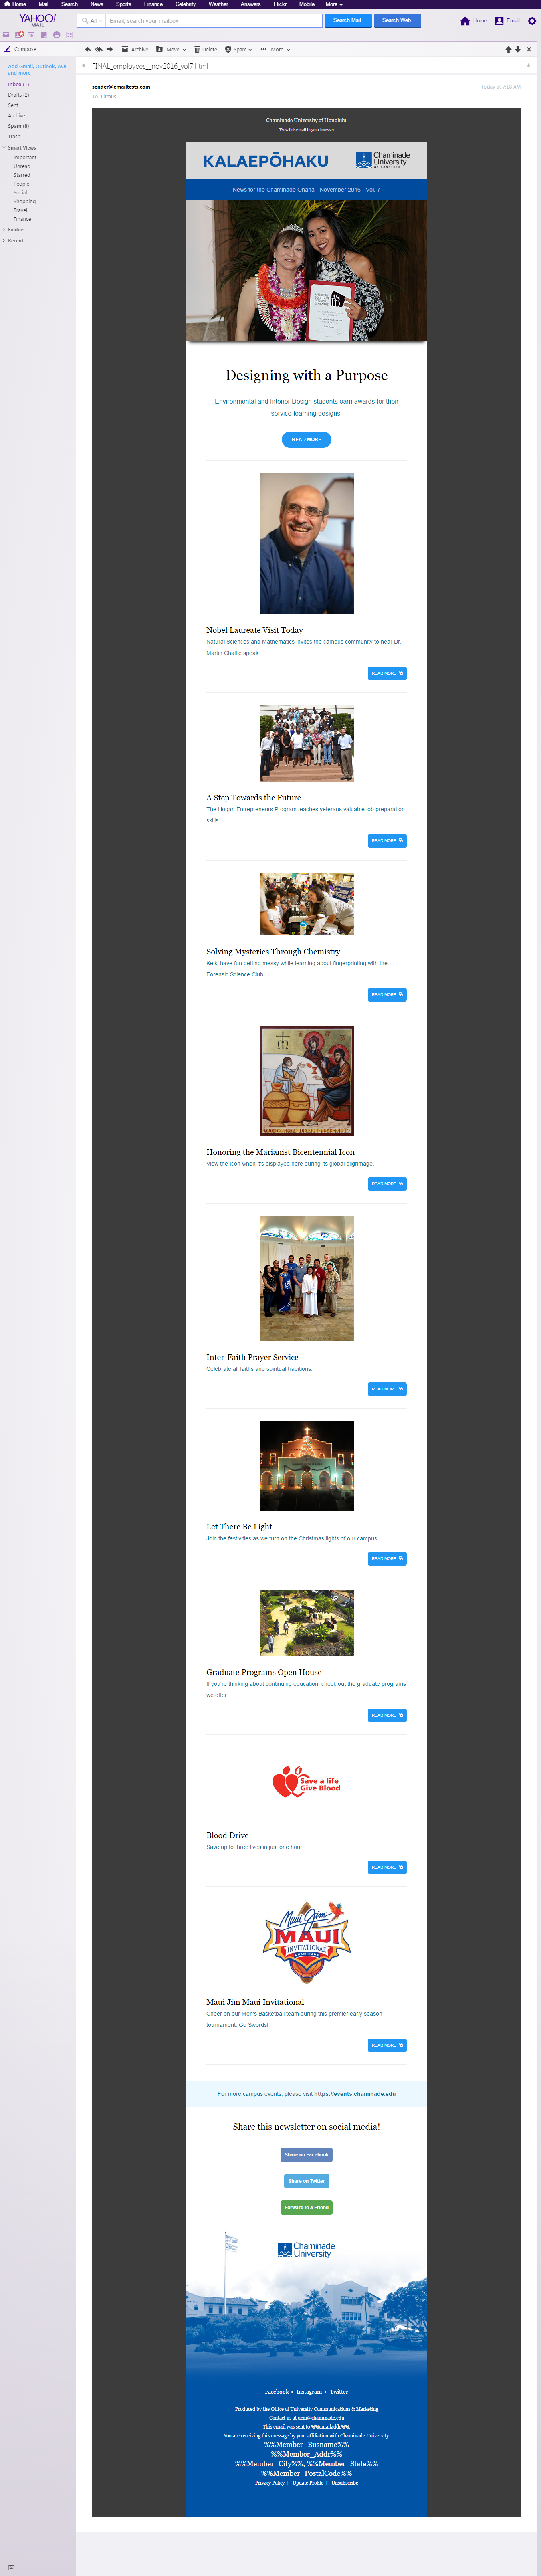 Home Mail Search News Sports Finance Celebrity Weather Answers Flickr Mobile More
YAHOO!
MAIL
All
Email, search your mailbox
Search Mail
Search Web
Home
Email
Compose
Archive Move Delete Spam More
Add Gmail, Outlook, AOL
and more
Inbox (1)
Drafts (2)
Sent
Archive
Spam (8)
Trash
Smart Views
Important
Unread
Starred
People
Social
Shopping
Travel
Finance
Folders
Recent
FINAL_employees__nov2016_vol7.html
sender@emailtests.com
Today at 7:18 AM
To
Chaminade University of Honolulu
View this email in your browser
KALAEPŌHAKU
Chaminade
University
OF HONOLULU
News for the Chaminade Ohana - November 2016 - Vol. 7
Designing with a Purpose
Environmental and Interior Design students earn awards for their
service-learning designs.
READ MORE
Nobel Laureate Visit Today
Natural Sciences and Mathematics invites the campus community to hear Dr.
Martin Chalfie speak.
READ MORE
A Step Towards the Future
The Hogan Entrepreneurs Program teaches veterans valuable job preparation
skills.
READ MORE
Solving Mysteries Through Chemistry
Keiki have fun getting messy while learning about fingerprinting with the
Forensic Science Club.
READ MORE
Honoring the Marianist Bicentennial Icon
View the Icon when it's displayed here during its global pilgrimage.
READ MORE
Inter-Faith Prayer Service
Celebrate all faiths and spiritual traditions.
READ MORE
Let There Be Light
Join the festivities as we turn on the Christmas lights of our campus.
READ MORE
Graduate Programs Open House
If you're thinking about continuing education, check out the graduate programs
we offer.
READ MORE
Save a life
Give Blood
Blood Drive
Save up to three lives in just one hour.
READ MORE
Maui Jim
MAUI
INVITATIONAL
CHAMINADE
Maui Jim Maui Invitational
Cheer on our Men's Basketball team during this premier early season
tournament. Go Swords!
READ MORE
For more campus events, please visit https://events.chaminade.edu
Share this newsletter on social media!
Share on Facebook
Share on Twitter
Forward to a Friend
Chaminade
University
Facebook • Instagram • Twitter
Produced by the Office of University Communications & Marketing
Contact us at ucm@chaminade.edu
This email was sent to %%emailaddr%%.
You are receiving this message by your affiliation with Chaminade University.
%%Member_Busname%%
%%Member_Addr%%
%%Member_City%%, %%Member_State%%
%%Member_PostalCode%%
Privacy Policy | Update Profile | Unsubscribe